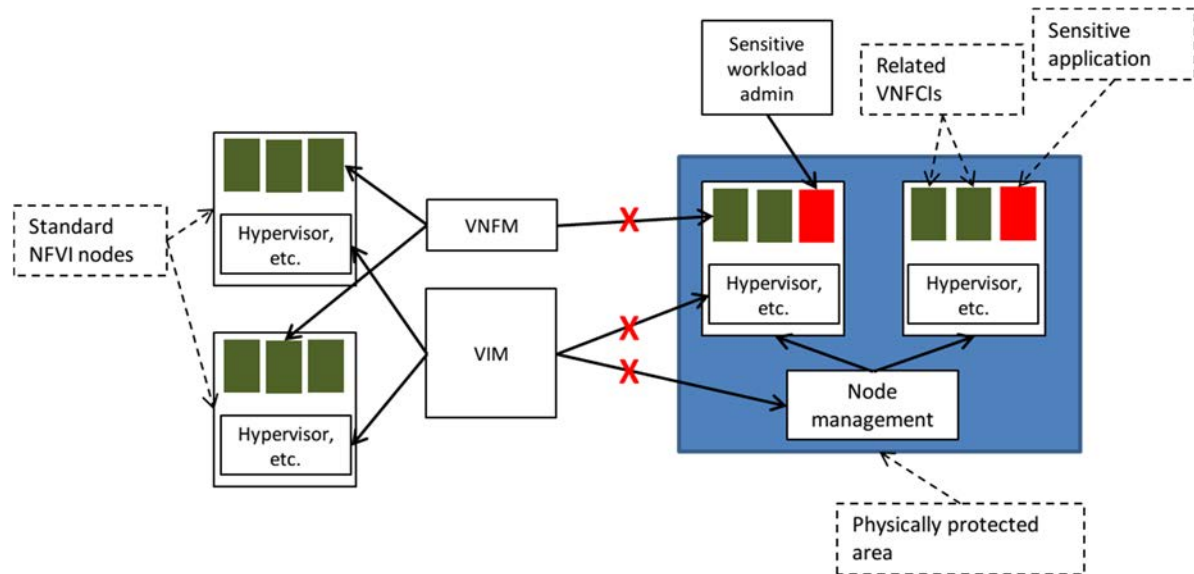 Sensitive
workload
admin
Related
VNFCIs
Sensitive
application
Standard
NFVI nodes
Hypervisor,
etc.
VNFM
X
Hypervisor,
etc.
Hypervisor,
etc.
VIM
X
X
Hypervisor,
etc.
Node
management
Physically protected
area